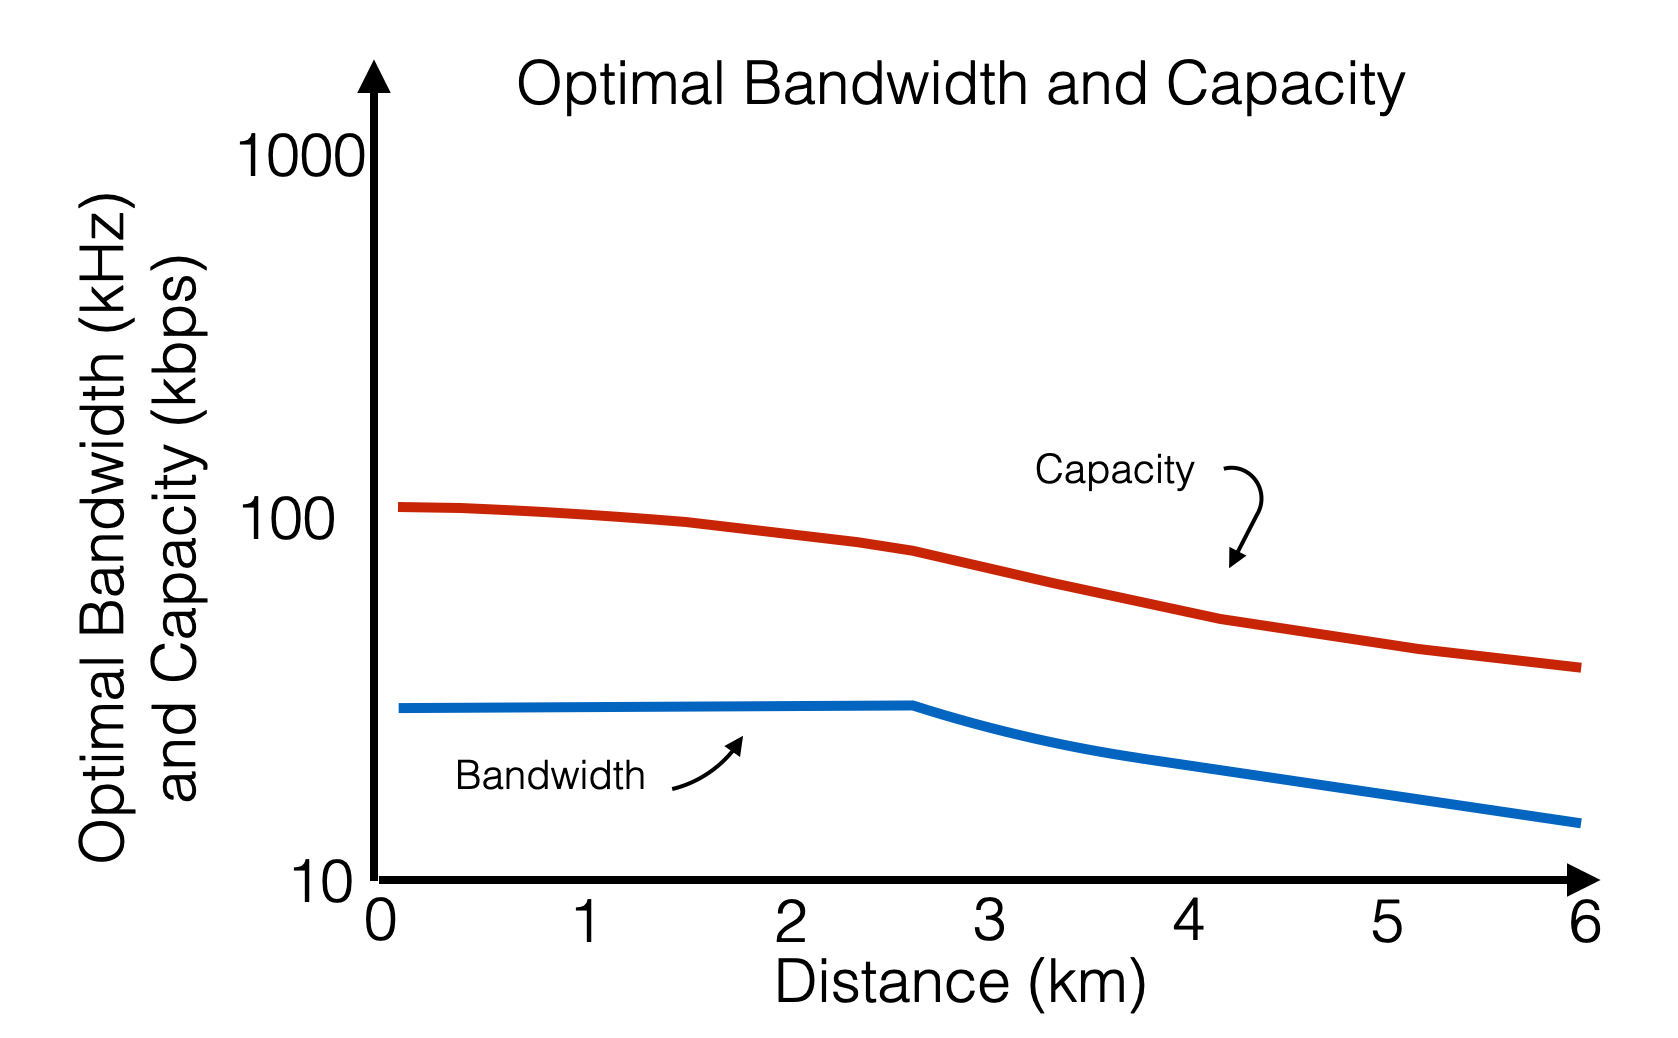 Optimal Bandwidth and Capacity
Optimal Bandwidth (kHz)
and Capacity (kbps)
1000
100
10
Capacity
Bandwidth
0 1 2 3 4 5 6
Distance (km)